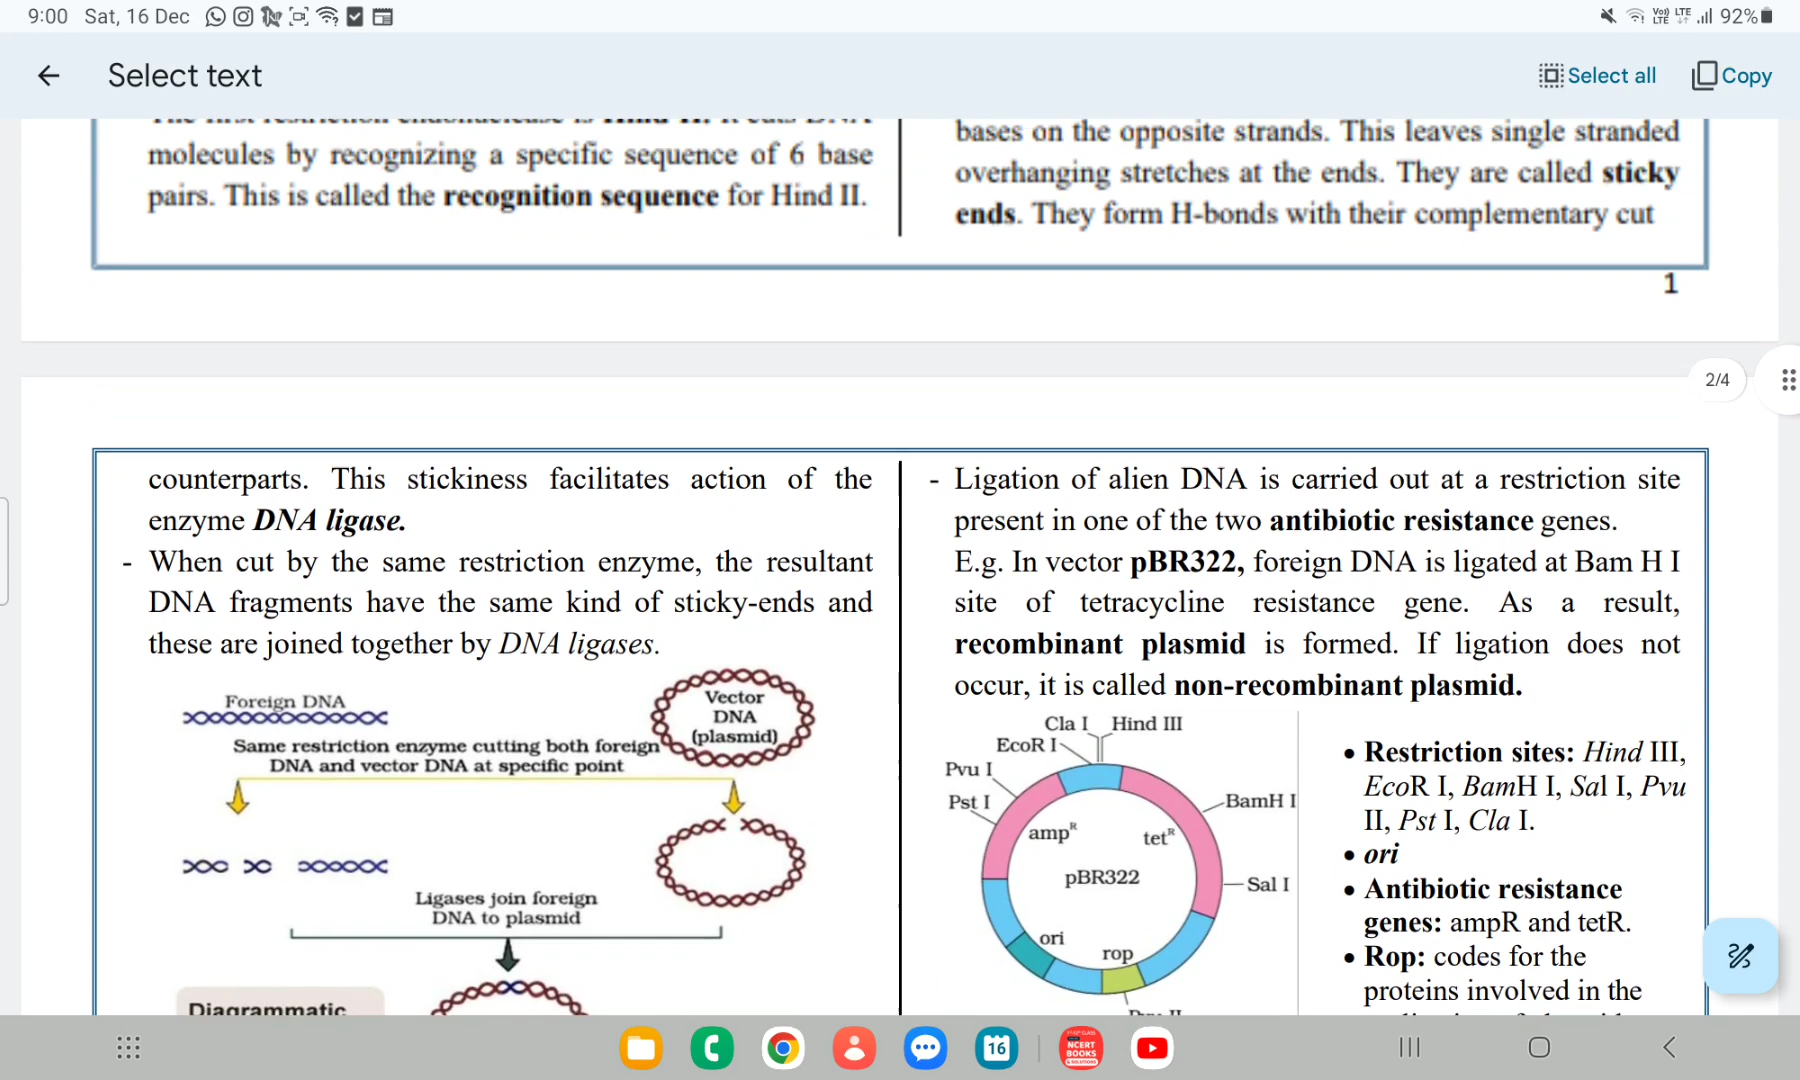 9:00 Sat, 16 Dec
Vo)) LTE LTE 92%
Select text
Select all
Copy
molecules by recognizing a specific sequence of 6 base
pairs. This is called the recognition sequence for Hind II.
bases on the opposite strands. This leaves single stranded
overhanging stretches at the ends. They are called sticky
ends. They form H-bonds with their complementary cut
1
2/4
counterparts. This stickiness facilitates action of the
enzyme DNA ligase.
- When cut by the same restriction enzyme, the resultant
DNA fragments have the same kind of sticky-ends and
these are joined together by DNA ligases.
Foreign DNA
Vector
DNA
(plasmid)
Same restriction enzyme cutting both foreign
DNA and vector DNA at specific point
Ligases join foreign
DNA to plasmid
Diagrammatic
- Ligation of alien DNA is carried out at a restriction site
present in one of the two antibiotic resistance genes.
E.g. In vector pBR322, foreign DNA is ligated at Bam H I
site of tetracycline resistance gene. As a result,
recombinant plasmid is formed. If ligation does not
occur, it is called non-recombinant plasmid.
Cla I Hind III
EcoR I
Pvu I
Pst I
BamH I
ampR
tetR
pBR322
Sal I
ori
rop
• Restriction sites: Hind III,
EcoR I, BamH I, Sal I, Pvu
II, Pst I, Cla I.
• ori
• Antibiotic resistance
genes: ampR and tetR.
• Rop: codes for the
proteins involved in the
16
NCERT
BOOKS